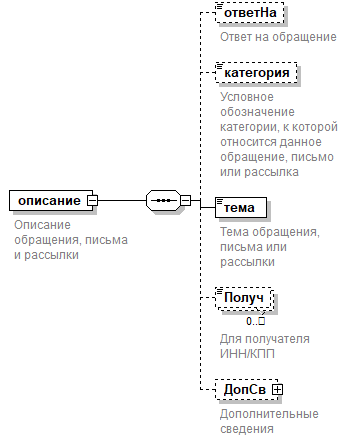 ответНа
Ответ на обращение
категория
Условное
обозначение
категории, к которой
относится данное
обращение, письмо
или рассылка
описание
Описание
обращения, письма
и рассылки
тема
Тема обращения,
письма или
рассылки
Получ
0..□
Для получателя
ИНН/КПП
ДопСв
Дополнительные
сведения